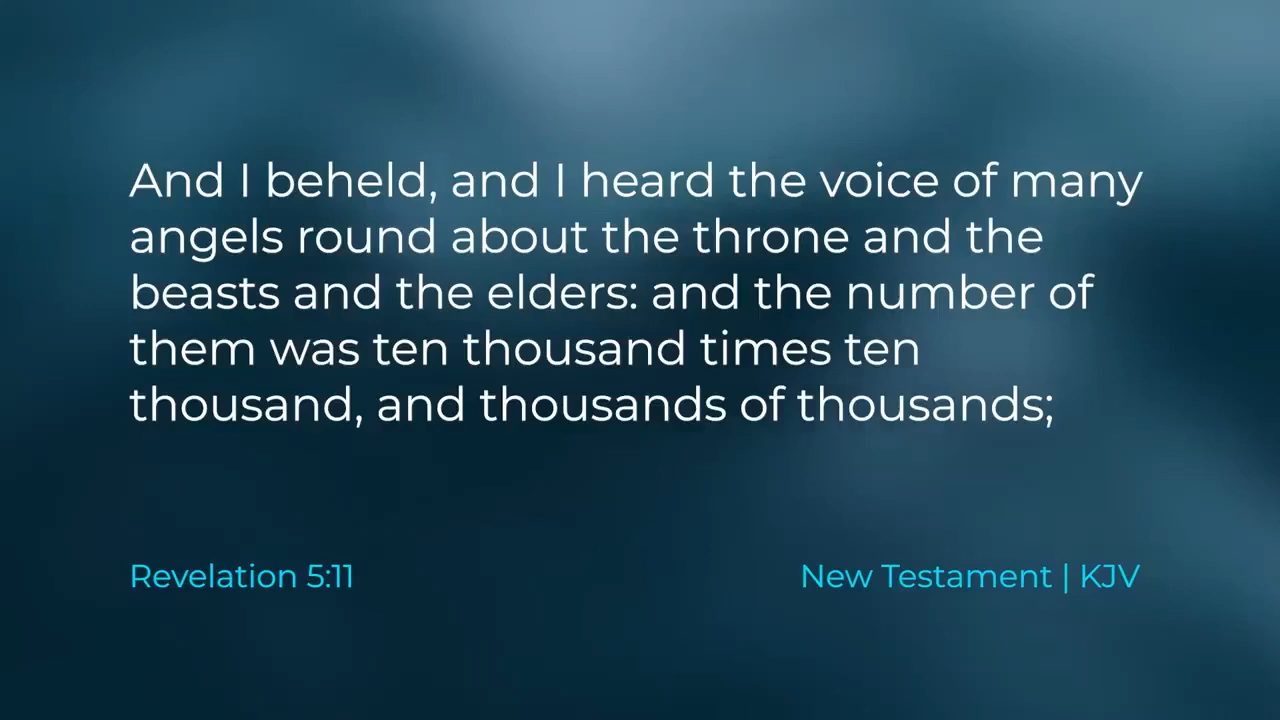 And I beheld, and I heard the voice of many
angels round about the throne and the
beasts and the elders: and the number of
them was ten thousand times ten
thousand, and thousands of thousands;
Revelation 5:11
New Testament | KJV